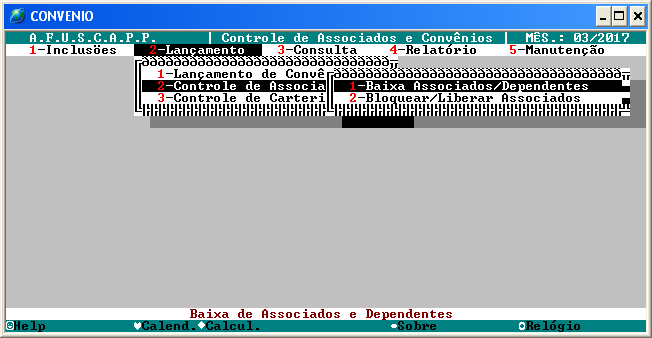 CONVENIO
A.F.U.S.C.A.P.P. | Controle de Associados e Convênios | MÊS.: 03/2017
1-Inclusões 2-Lançamento 3-Consulta 4-Relatório 5-Manutenção
1-Lançamento de Convê
2-Controle de Associa 1-Baixa Associados/Dependentes
3-Controle de Carteri 2-Bloquear/Liberar Associados
Baixa de Associados e Dependentes
Help Calend. Calcul. Sobre Relógio